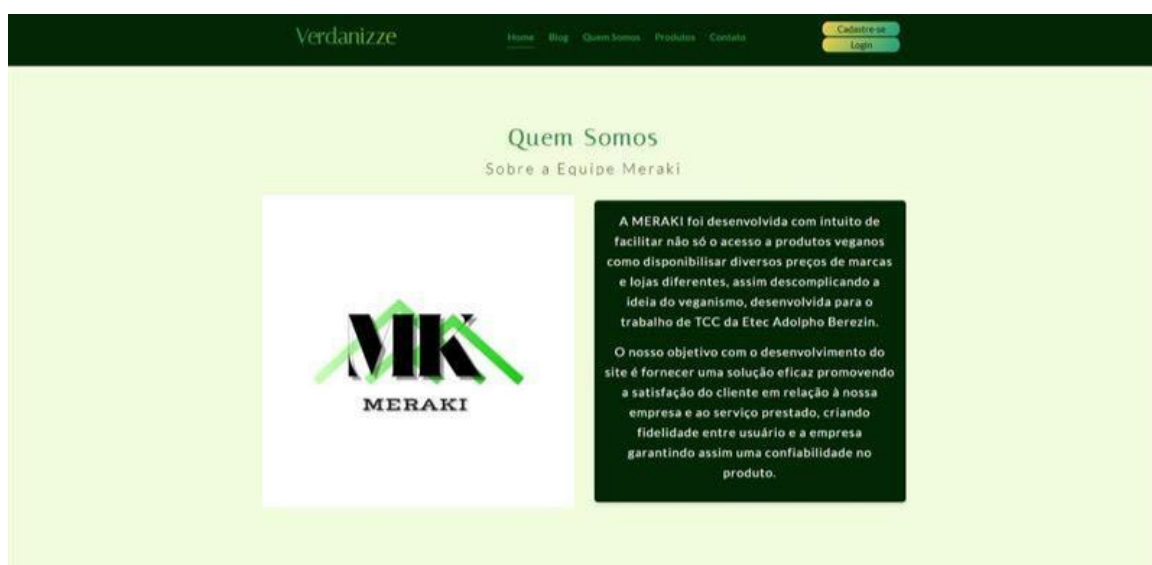 Verdanizze
Home Blog Quem Somos Produtos Contato
Cadastre-se
Login
Quem Somos
Sobre a Equipe Meraki
MK
MERAKI
A MERAKI foi desenvolvida com intuito de
facilitar não só o acesso a produtos veganos
como disponibilisar diversos preços de marcas
e lojas diferentes, assim descomplicando a
ideia do veganismo, desenvolvida para o
trabalho de TCC da Etec Adolpho Berezin.
O nosso objetivo com o desenvolvimento do
site é fornecer uma solução eficaz promovendo
a satisfação do cliente em relação à nossa
empresa e ao serviço prestado, criando
fidelidade entre usuário e a empresa
garantindo assim uma confiabilidade no
produto.